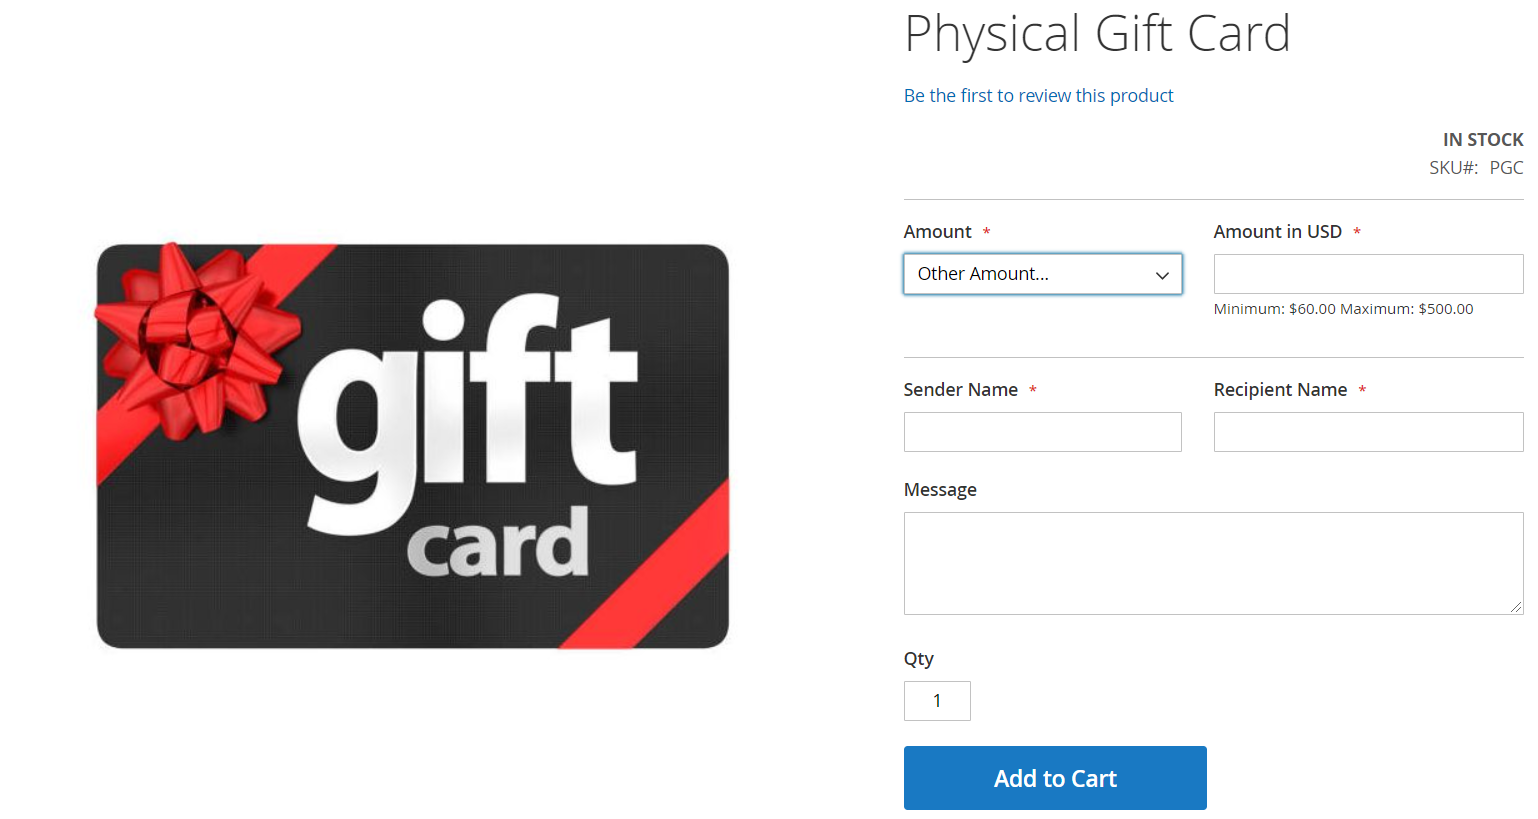 gift
card
Physical Gift Card
Be the first to review this product
IN STOCK
SKU#: PGC
Amount *
Other Amount...
Amount in USD *
Minimum: $60.00 Maximum: $500.00
Sender Name *
Recipient Name *
Message
Qty
1
Add to Cart